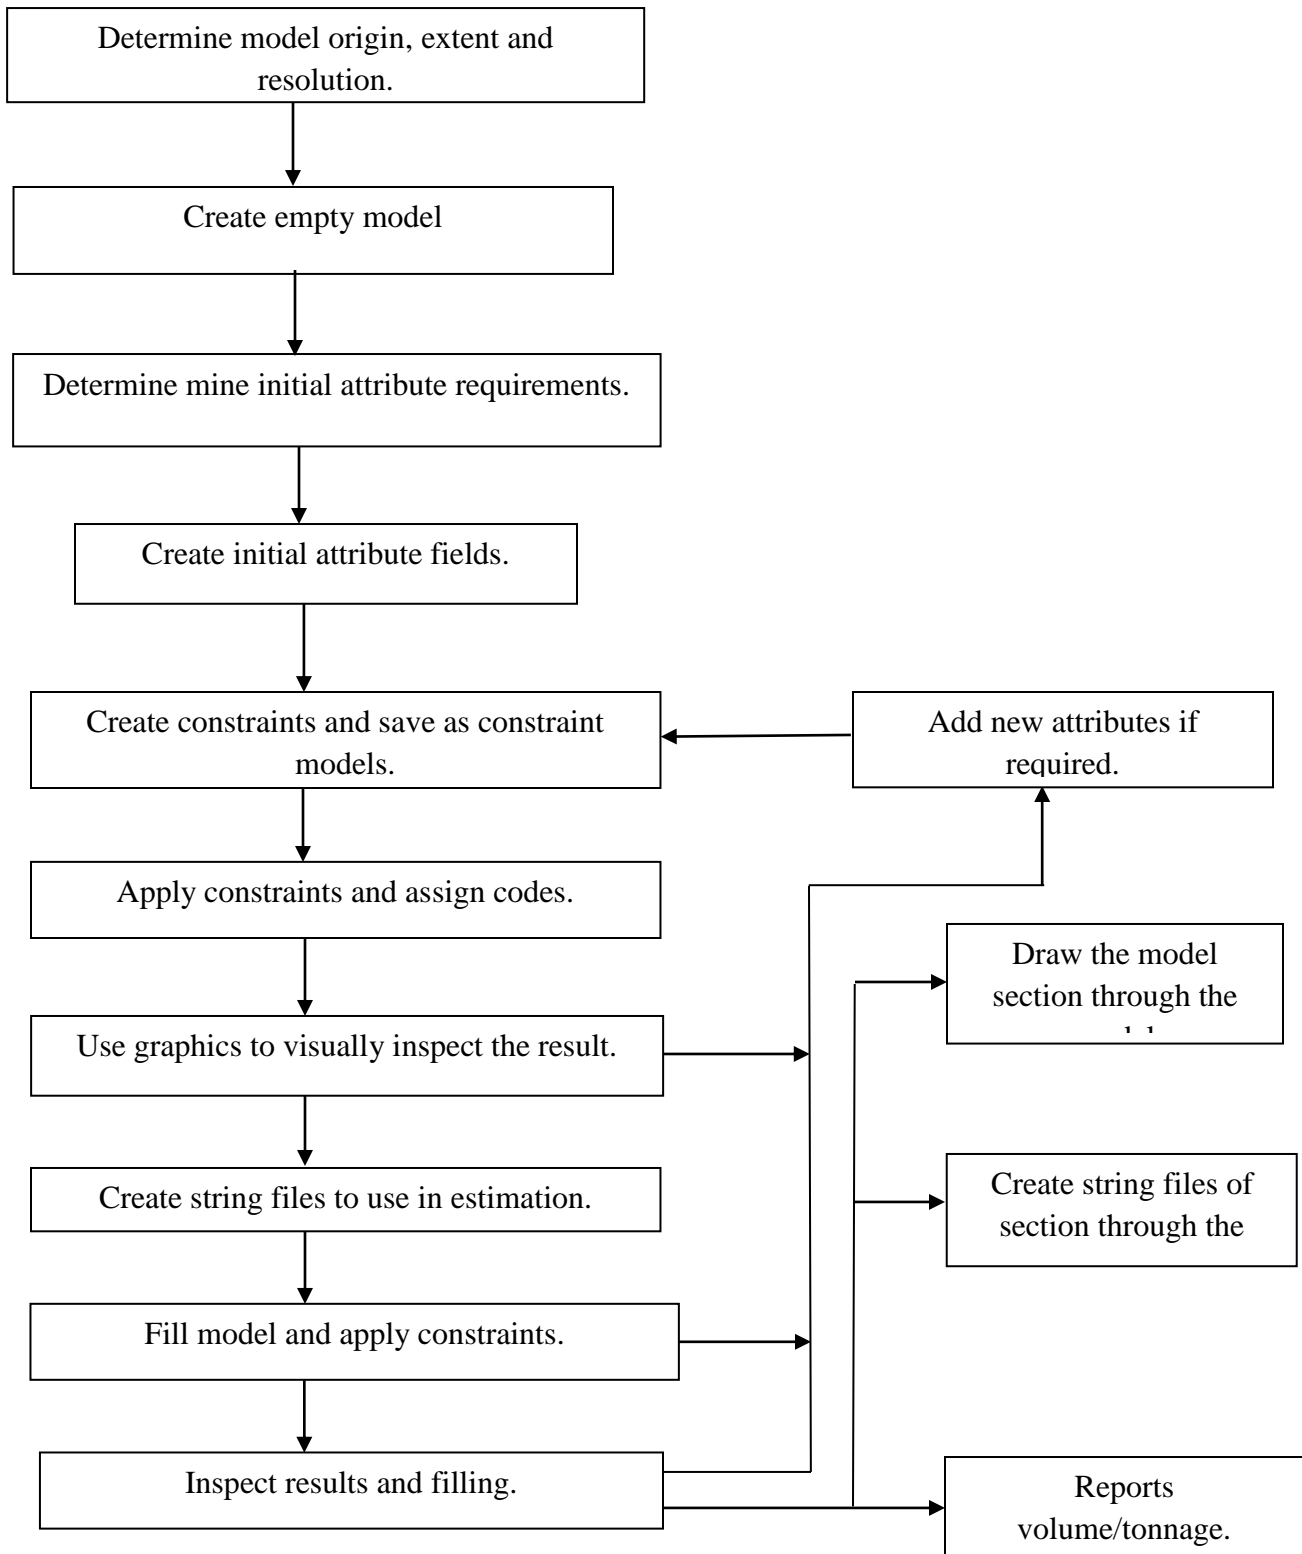 Determine model origin, extent and
resolution.
Create empty model
Determine mine initial attribute requirements.
Create initial attribute fields.
Create constraints and save as constraint
models.
Add new attributes if
required.
Apply constraints and assign codes.
Draw the model
section through the
Use graphics to visually inspect the result.
Create string files to use in estimation.
Create string files of
section through the
Fill model and apply constraints.
Inspect results and filling.
Reports
volume/tonnage.